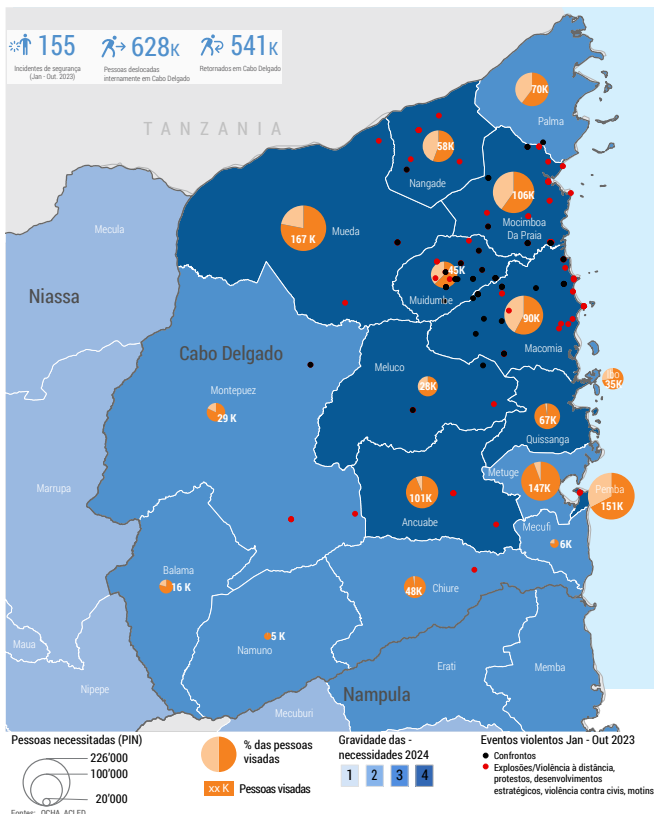 155
628K
541K
Incidentes de segurança
(Jan - Out. 2023)
Pessoas deslocadas
internamente em Cabo Delgado
Retornados em Cabo Delgado
TANZANIA
70K
Palma
58K
Nangade
106K
Mocimboa
Da Praia
Mecula
167 K
Mueda
45K
Muidumbe
Niassa
90K
Macomia
Cabo Delgado
Meluco
Montepuez
28K
Ibo
35K
29 K
67K
Quissanga
Marrupa
Metuge
147K
Pemba
151K
101K
Ancuabe
Mecufi
6K
Balama
16 K
48K
Chiure
5 K
Namuno
Maua
Nipepe
Erati
Memba
Nampula
Mecuburi
Pessoas necessitadas (PIN)
226'000
100'000
20'000
Fontes: OCHA, ACLED
% das pessoas
visadas
xx K
Pessoas visadas
Gravidade das -
necessidades 2024
1 2 3 4
Eventos violentos Jan - Out 2023
Confrontos
Explosões/Violência à distância,
protestos, desenvolvimentos
estratégicos, violência contra civis, motins